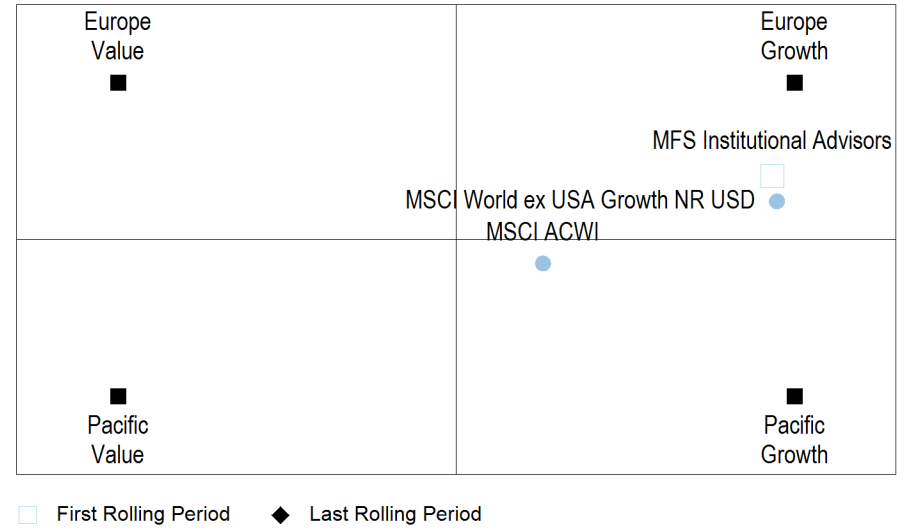 Europe
Value
Europe
Growth
MFS Institutional Advisors
MSCI World ex USA Growth NR USD
MSCI ACWI
Pacific
Value
Pacific
Growth
First Rolling Period
Last Rolling Period